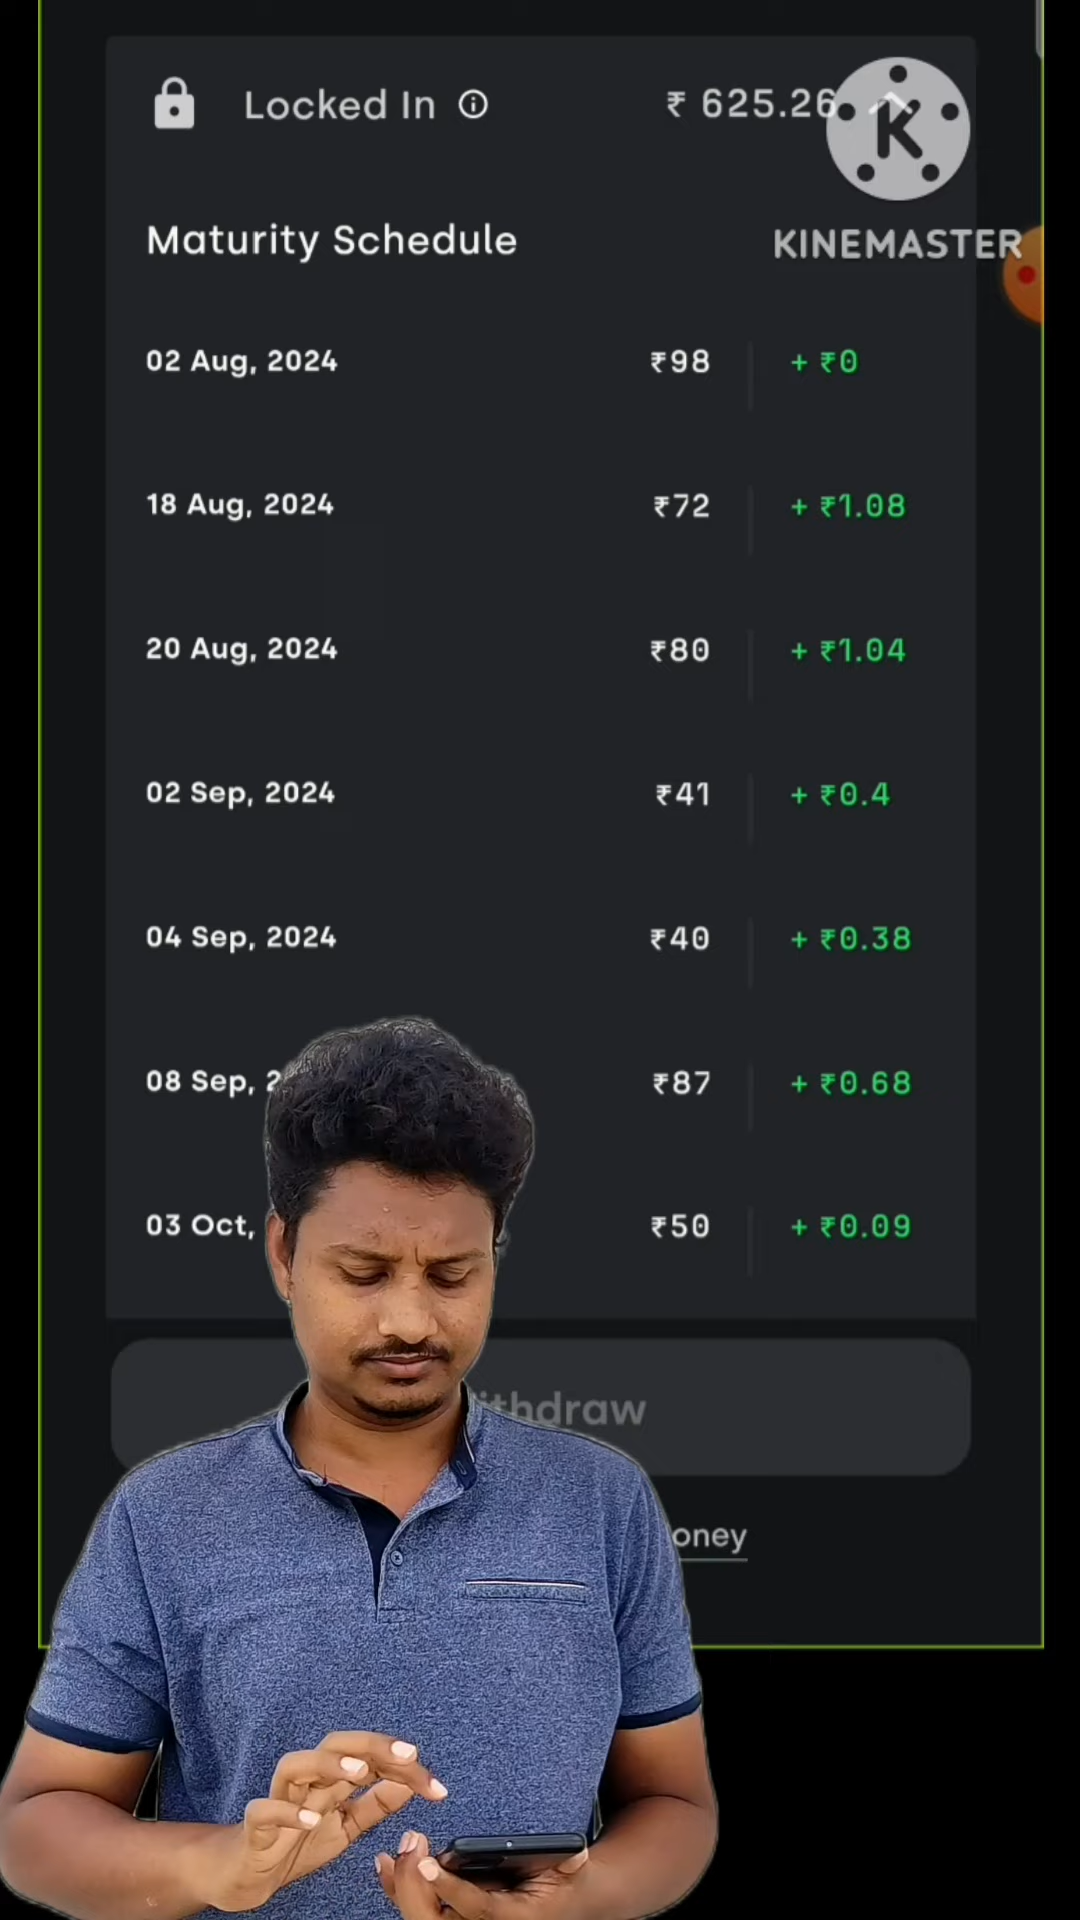 Locked In ₹ 625.26
K
KINEMASTER
Maturity Schedule
02 Aug, 2024 ₹98 + ₹0
18 Aug, 2024 ₹72 + ₹1.08
20 Aug, 2024 ₹80 + ₹1.04
02 Sep, 2024 ₹41 + ₹0.4
04 Sep, 2024 ₹40 + ₹0.38
08 Sep, 2 ₹87 + ₹0.68
03 Oct, ₹50 + ₹0.09